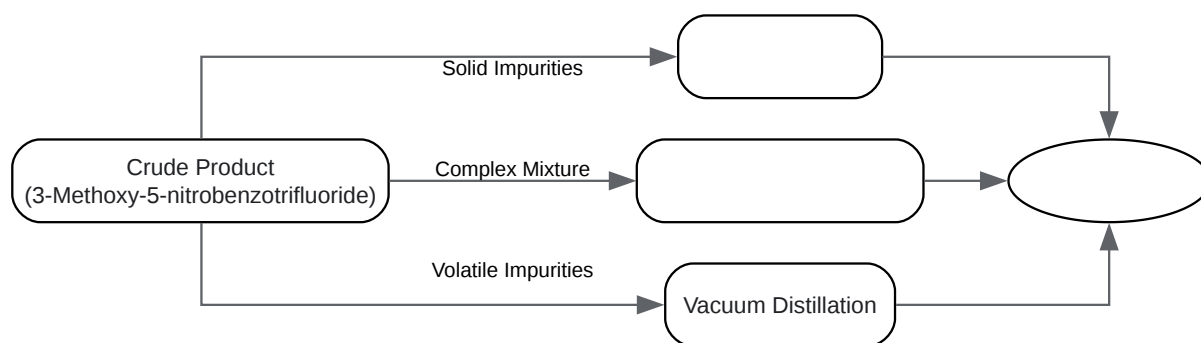 Solid Impurities
Crude Product
(3-Methoxy-5-nitrobenzotrifluoride)
Complex Mixture
Volatile Impurities
Vacuum Distillation